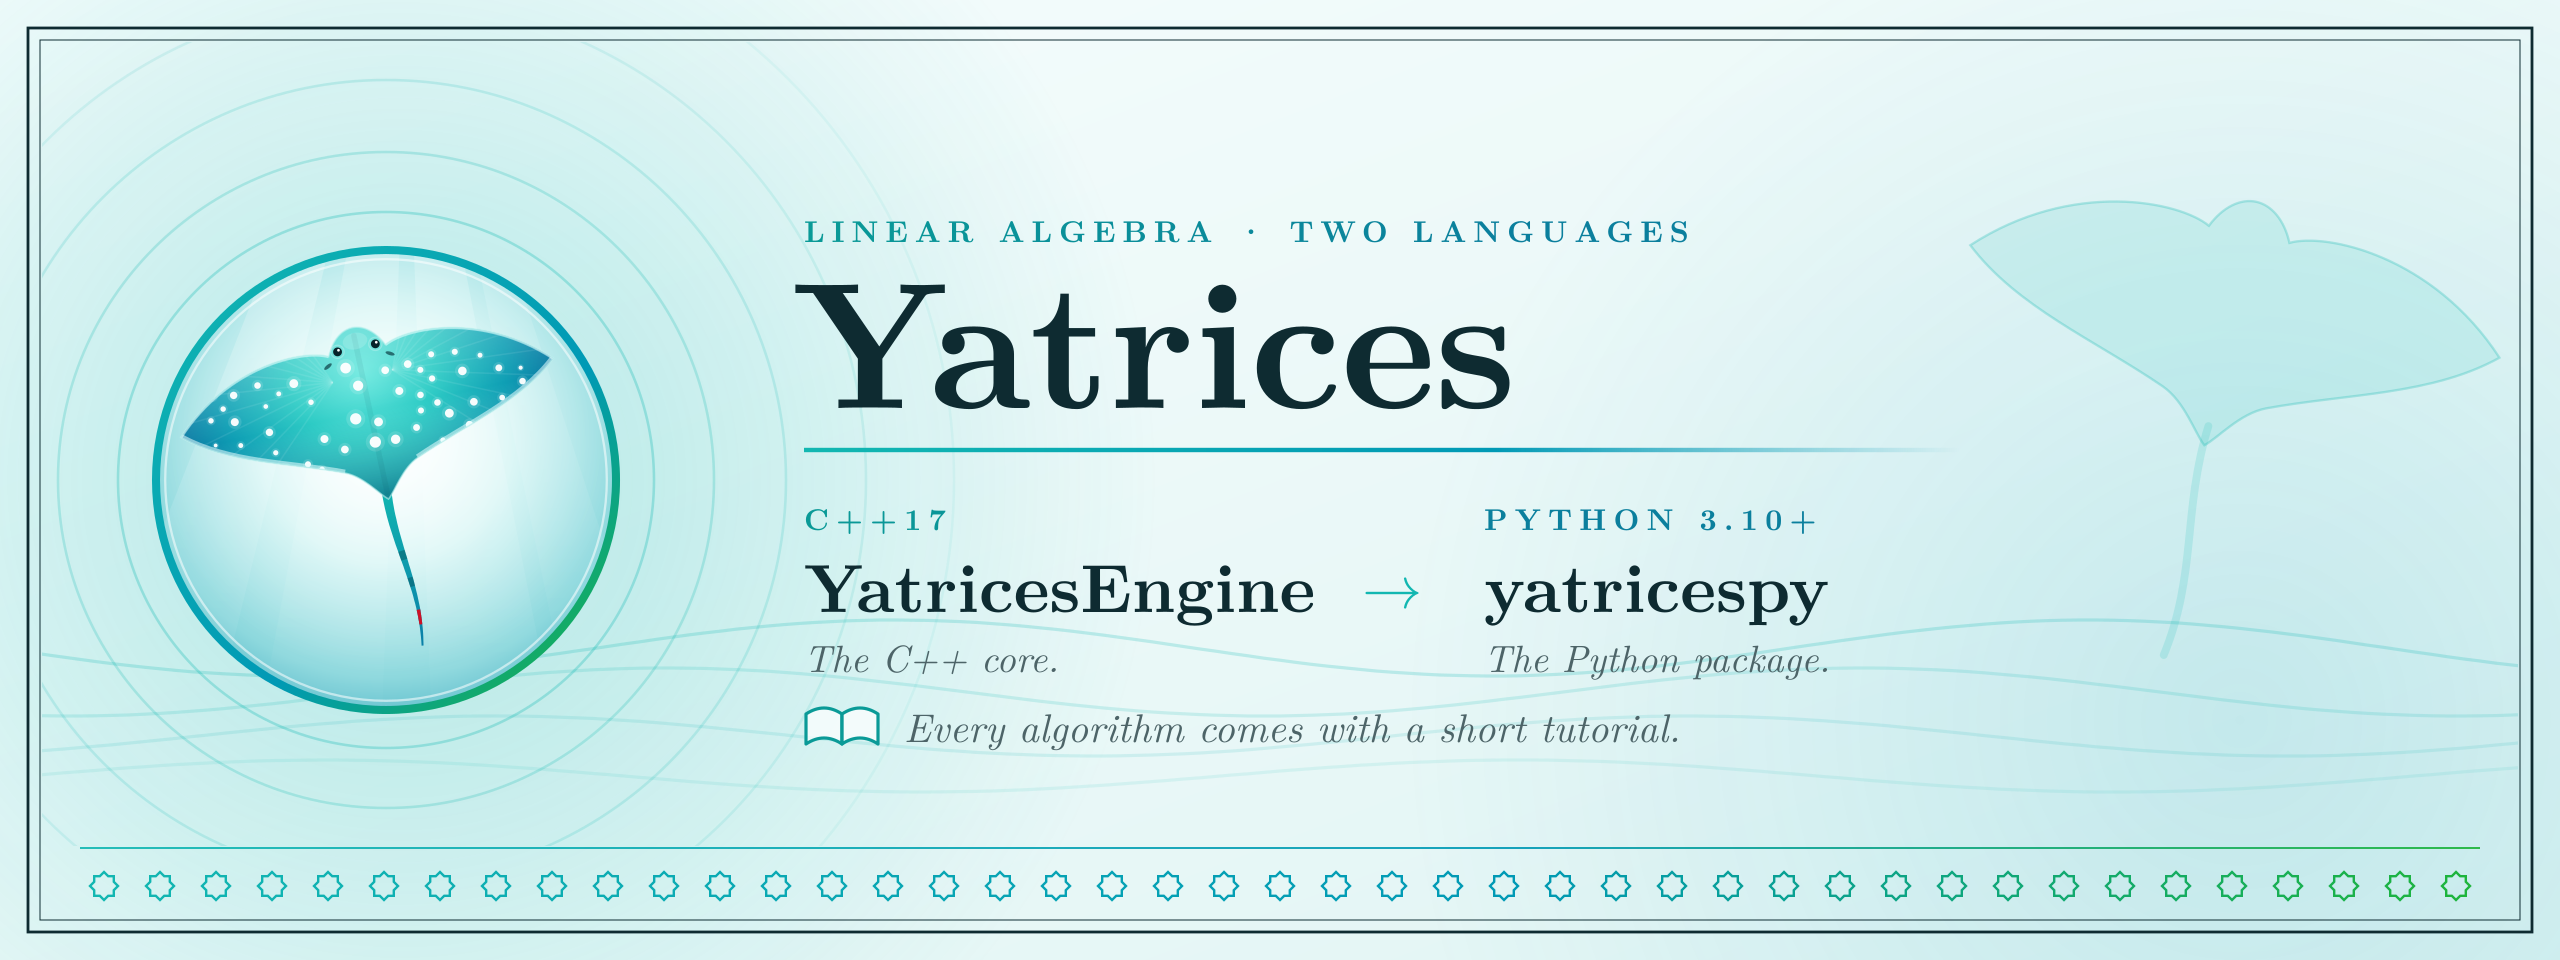 LINEAR ALGEBRA · TWO LANGUAGES
Yatrices
C++17
YatricesEngine
The C++ core.
→
PYTHON 3.10+
yatricespy
The Python package.
Every algorithm comes with a short tutorial.